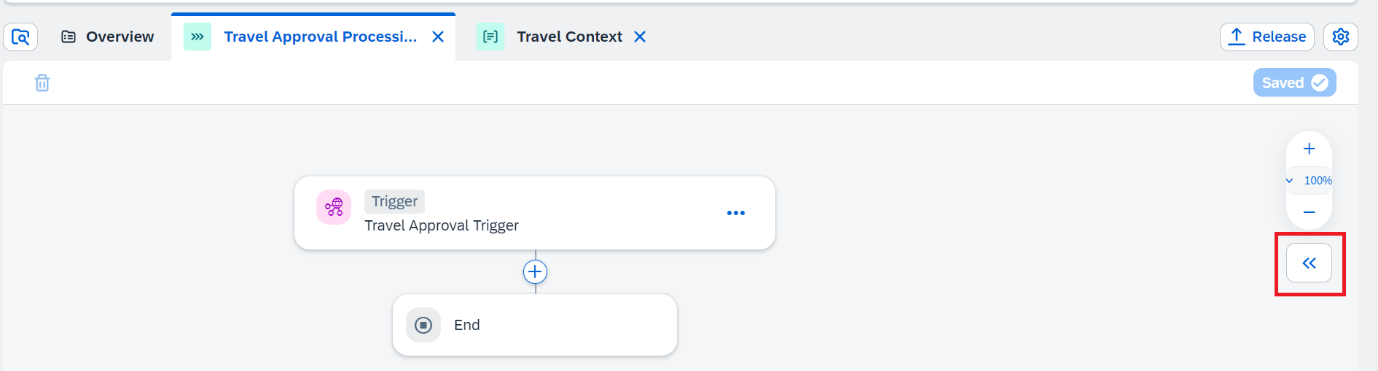 Overview
Travel Approval Processi...
Travel Context
Release
Saved
Trigger
Travel Approval Trigger
100%
End